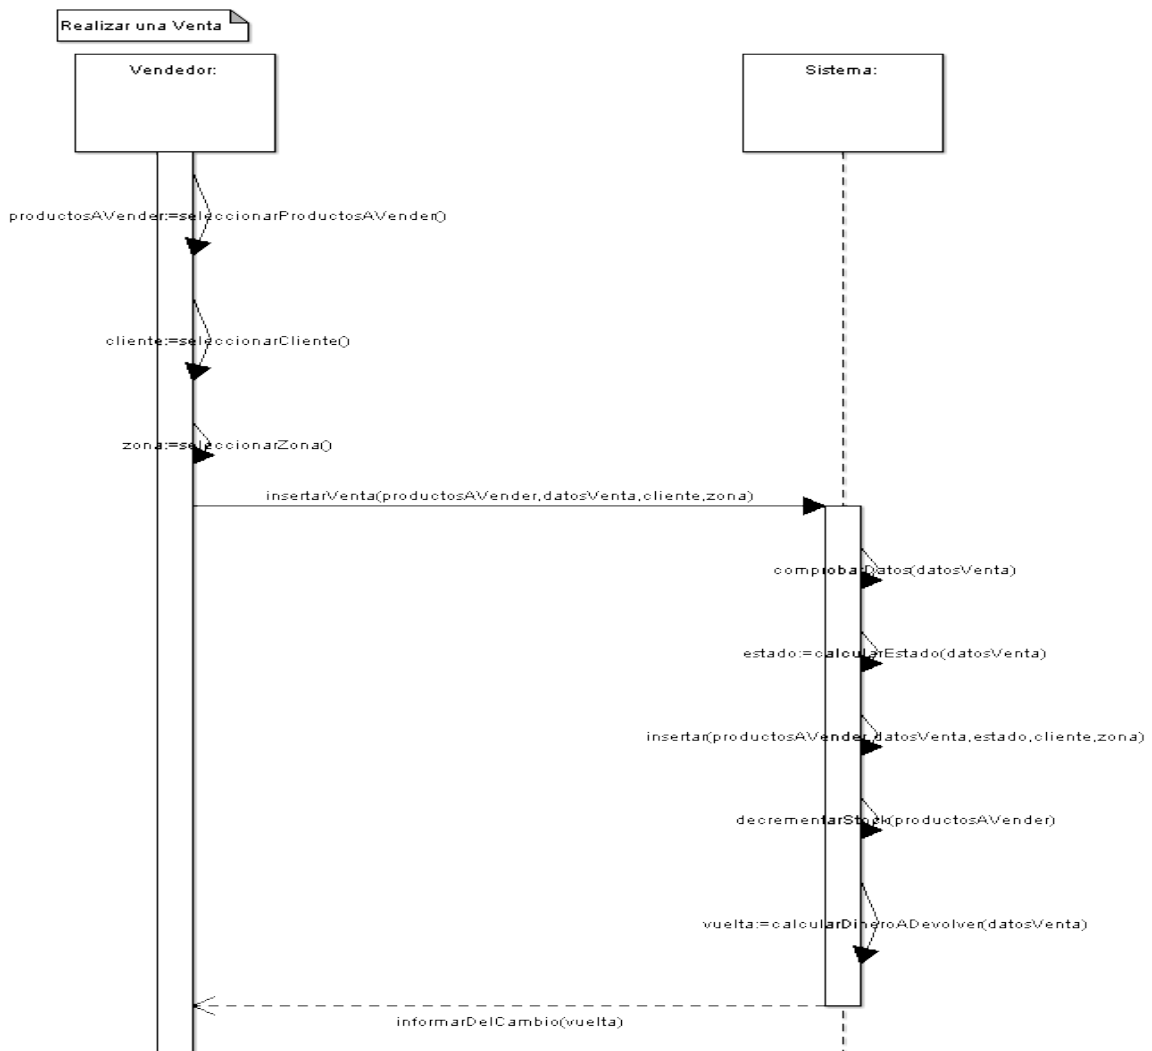 Realizar una Venta
Vendedor:
Sistema:
productosAVender:=seleccionarProductosAVender()
cliente:=seleccionarCliente()
zona:=seleccionarZona()
insertarVenta(productosAVender,datosVenta,cliente,zona)
comprobarDatos(datosVenta)
estado:=calcularEstado(datosVenta)
insertar(productosAVender,datosVenta,estado,cliente,zona)
decrementarStock(productosAVender)
vuelta:=calcularDineroADevolver(datosVenta)
informarDelCambio(vuelta)